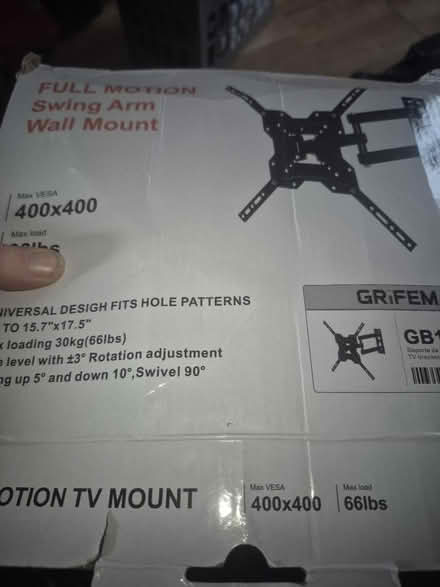 FULL MOTION
Swing Arm
Wall Mount
Max VESA
400x400
Max load
NIVERSAL DESIGH FITS HOLE PATTERNS
TO 15.7"x17.5"
x loading 30kg(66lbs)
level with ±3° Rotation adjustment
ng up 5° and down 10°,Swivel 90°
GRiFEM
GB1
Soporte de
OTION TV MOUNT
Max VESA
400x400
Max load
66lbs